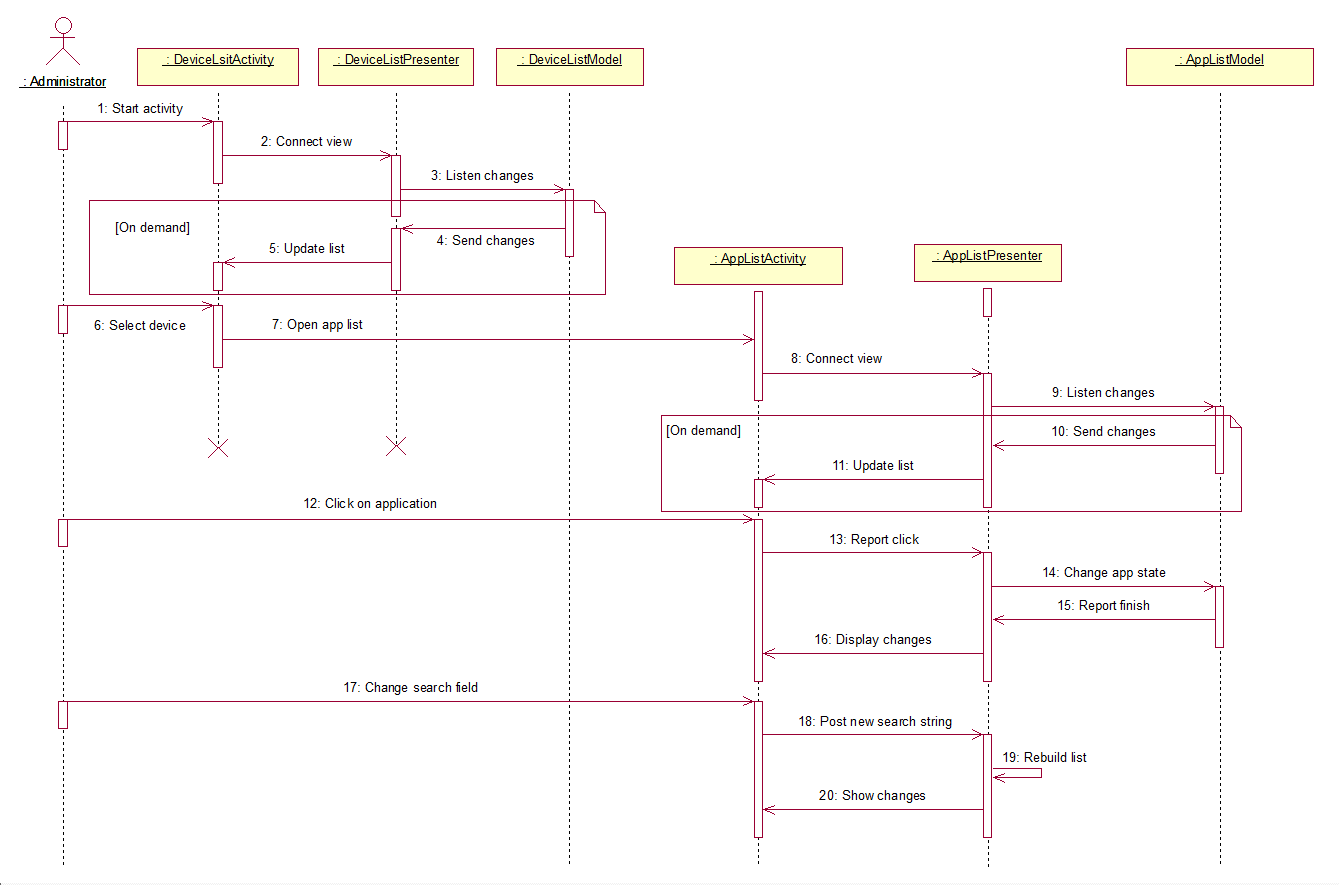 : Administrator
: DeviceLsitActivity
: DeviceListPresenter
: DeviceListModel
: AppListModel
1: Start activity
2: Connect view
3: Listen changes
[On demand]
4: Send changes
5: Update list
: AppListActivity
: AppListPresenter
6: Select device
7: Open app list
8: Connect view
9: Listen changes
[On demand]
10: Send changes
11: Update list
12: Click on application
13: Report click
14: Change app state
15: Report finish
16: Display changes
17: Change search field
18: Post new search string
19: Rebuild list
20: Show changes